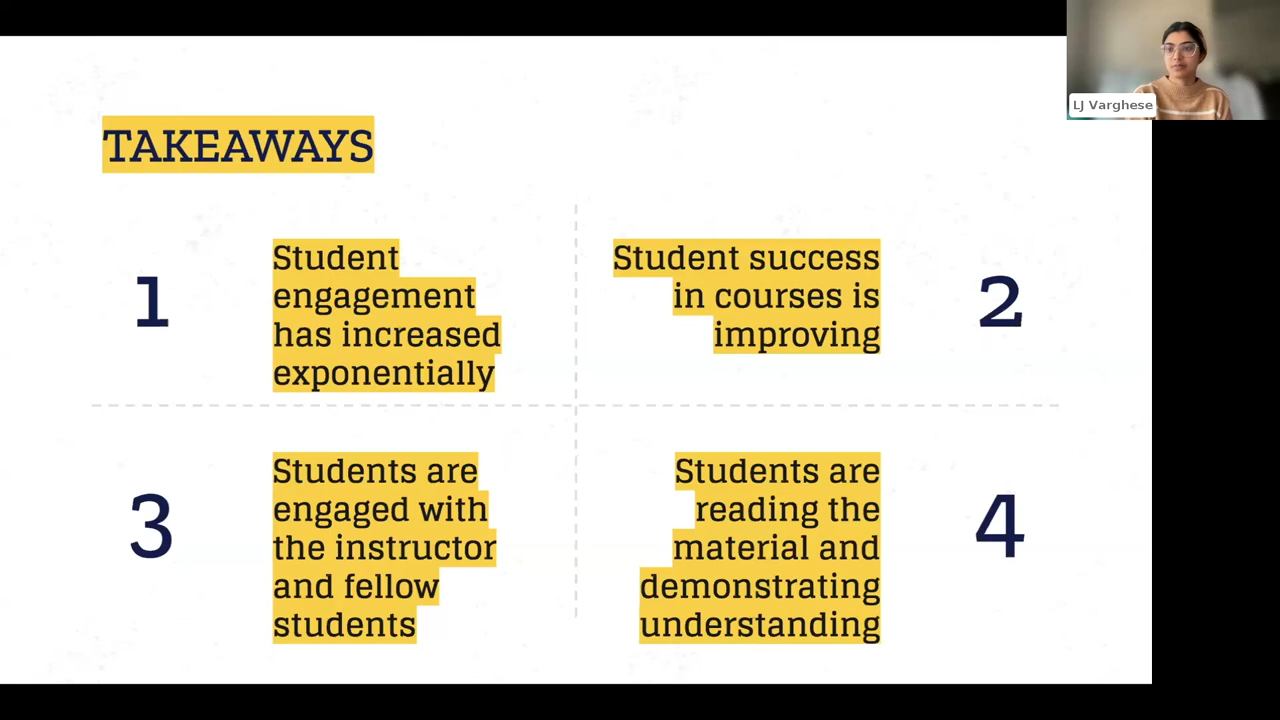 LJ Varghese
TAKEAWAYS
1
Student
engagement
has increased
exponentially
Student success
in courses is
improving
2
3
Students are
engaged with
the instructor
and fellow
students
Students are
reading the
material and
demonstrating
understanding
4